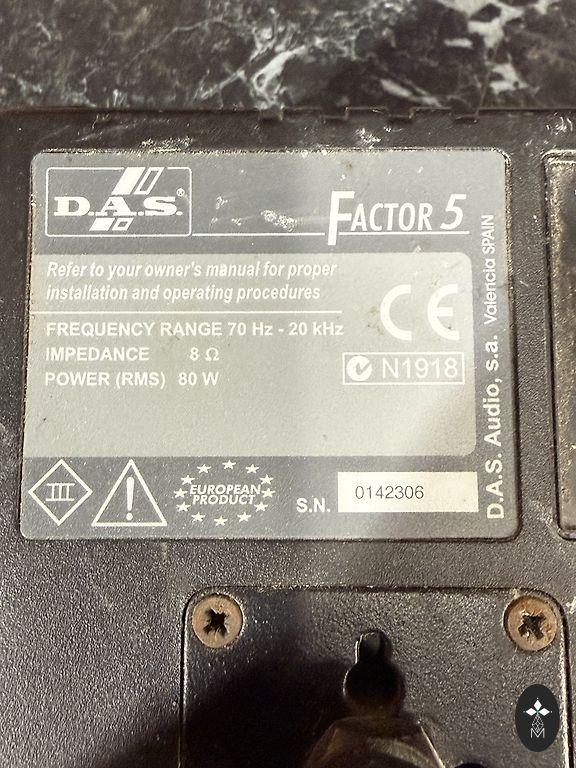 D.A.S.®
FACTOR 5
Refer to your owner's manual for proper
installation and operating procedures
FREQUENCY RANGE 70 Hz - 20 kHz
IMPEDANCE 8 Ω
POWER (RMS) 80 W
CE
N1918
D.A.S. Audio, s.a. Valencia SPAIN
III
EUROPEAN
PRODUCT
S.N. 0142306
M